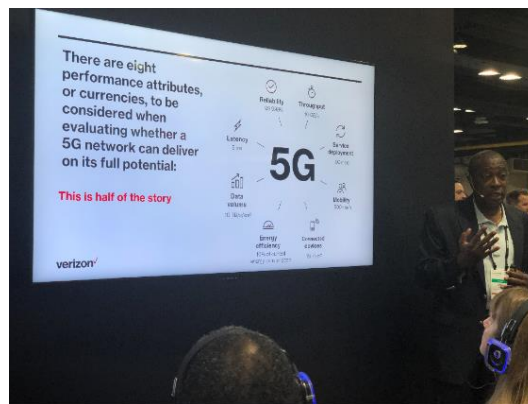 There are eight
performance attributes,
or currencies, to be
considered when
evaluating whether a
5G network can deliver
on its full potential:
This is half of the story
verizon
5G
Reliability
Throughput
Service
deployment
Mobility
Connected
devices
Energy
efficiency
Data
volume
Latency